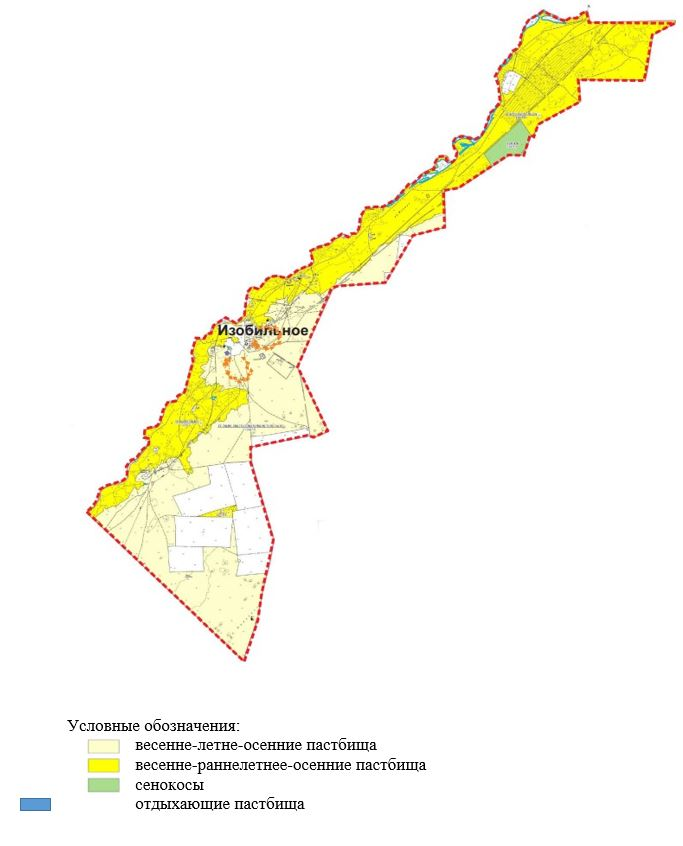 Изобильное
Условные обозначения:
весенне-летне-осенние пастбища
весенне-раннелетнее-осенние пастбища
сенокосы
отдыхающие пастбища